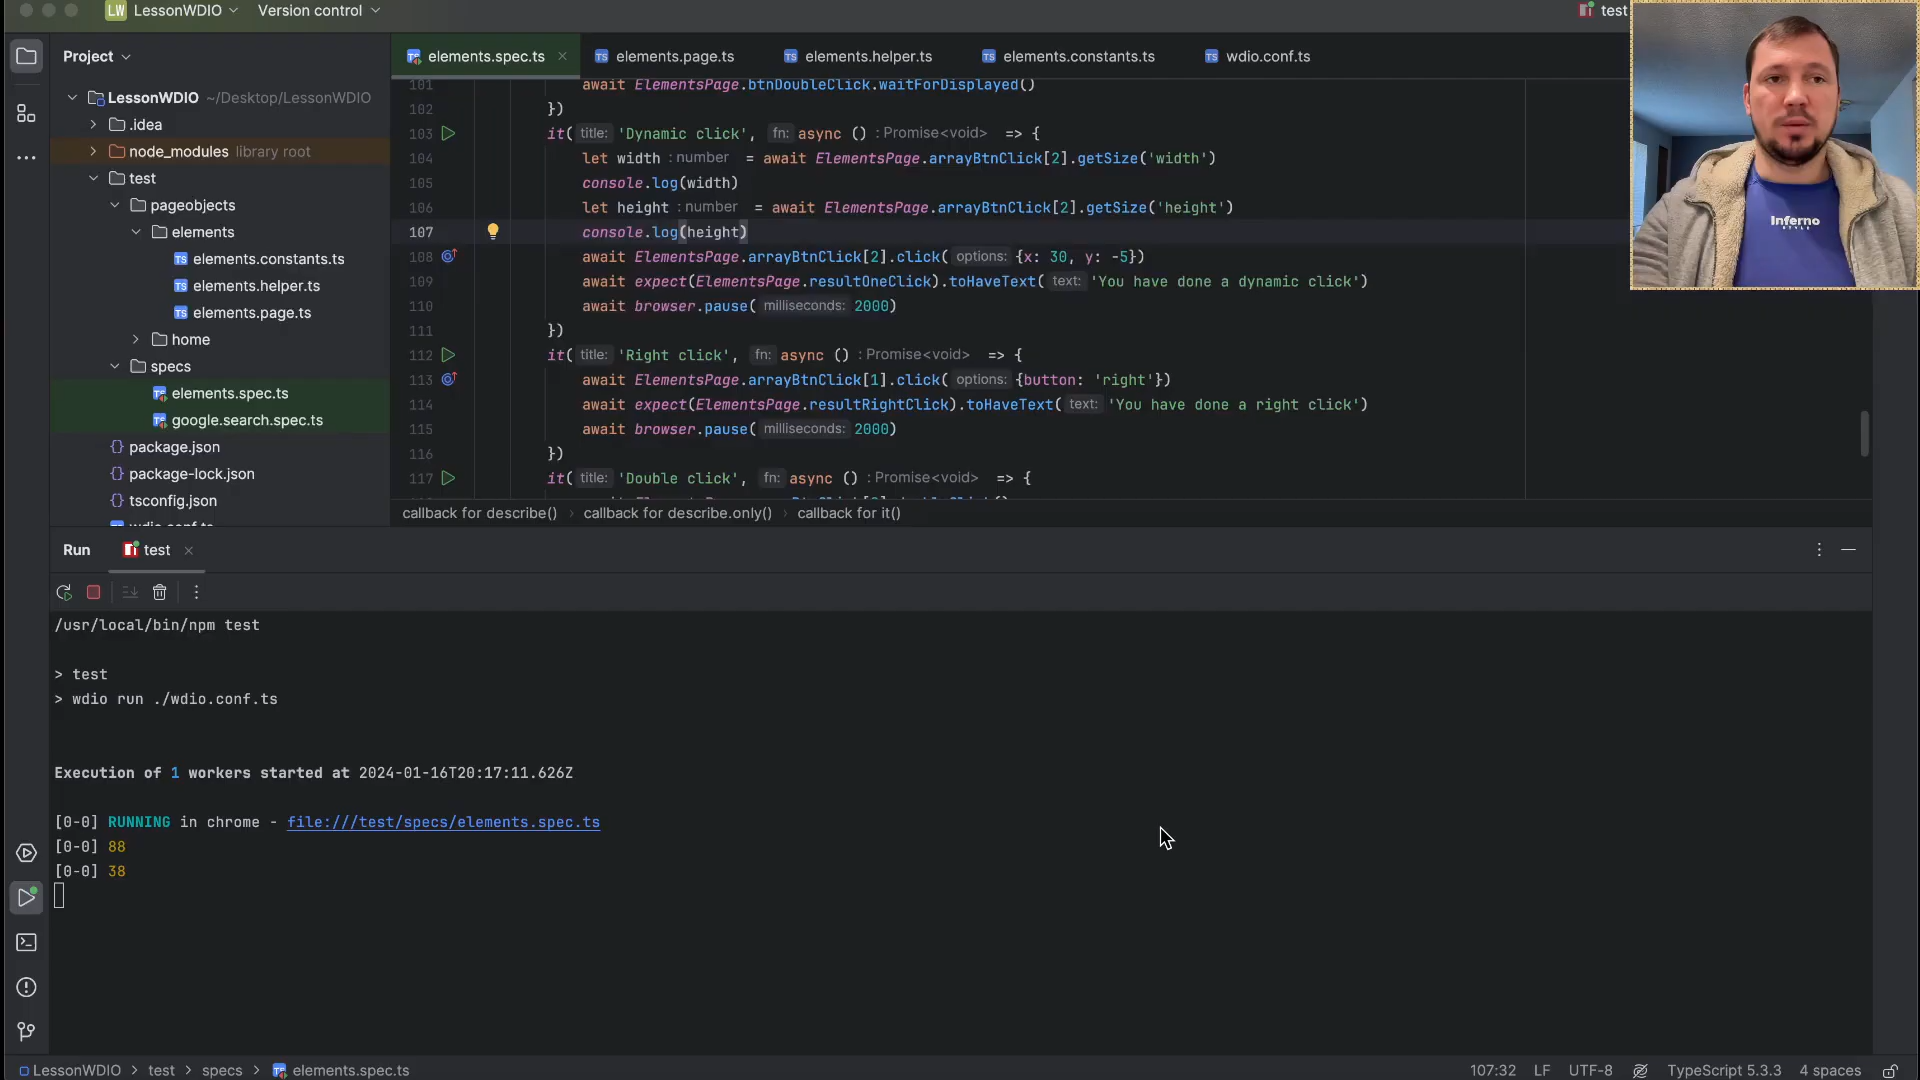 LW LessonWDIO Version control test
Project elements.spec.ts elements.page.ts elements.helper.ts elements.constants.ts wdio.conf.ts
LessonWDIO ~/Desktop/LessonWDIO
.idea
node_modules library root
test
pageobjects
elements
elements.constants.ts
elements.helper.ts
elements.page.ts
home
specs
elements.spec.ts
google.search.spec.ts
package.json
package-lock.json
tsconfig.json
wdio.conf.ts
101 await ElementsPage.btnDoubleClick.waitForDisplayed()
102 })
103 it( title: 'Dynamic click', fn: async () : Promise<void> => {
104 let width : number = await ElementsPage.arrayBtnClick[2].getSize('width')
105 console.log(width)
106 let height : number = await ElementsPage.arrayBtnClick[2].getSize('height')
107 console.log(height)
108 await ElementsPage.arrayBtnClick[2].click( options: {x: 30, y: -5})
109 await expect(ElementsPage.resultOneClick).toHaveText( text: 'You have done a dynamic click')
110 await browser.pause( milliseconds: 2000)
111 })
112 it( title: 'Right click', fn: async () : Promise<void> => {
113 await ElementsPage.arrayBtnClick[1].click( options: {button: 'right'})
114 await expect(ElementsPage.resultRightClick).toHaveText( text: 'You have done a right click')
115 await browser.pause( milliseconds: 2000)
116 })
117 it( title: 'Double click', fn: async () : Promise<void> => {
callback for describe() › callback for describe.only() › callback for it()
Inferno
STYLE
Run test
/usr/local/bin/npm test
> test
> wdio run ./wdio.conf.ts
Execution of 1 workers started at 2024-01-16T20:17:11.626Z
[0-0] RUNNING in chrome - file:///test/specs/elements.spec.ts
[0-0] 88
[0-0] 38
LessonWDIO > test > specs > elements.spec.ts 107:32 LF UTF-8 TypeScript 5.3.3 4 spaces